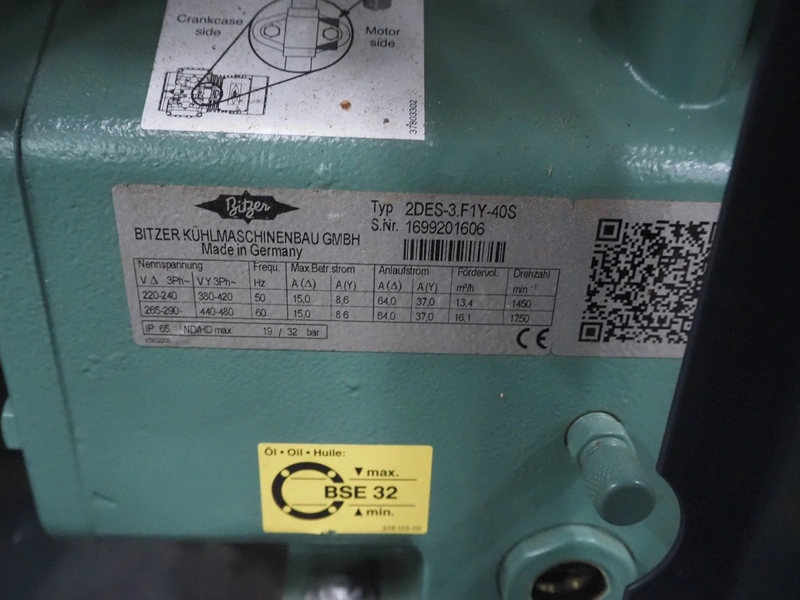 Crankcase side
Motor side
37803302
Bitzer
BITZER KÜHLMASCHINENBAU GMBH
Made in Germany
Typ 2DES-3.F1Y-40S
S.Nr. 1699201606
Nennspannung Frequ. Max.Betr.strom Anlaufstrom Fördervol. Drehzahl
V Δ 3Ph~ V Y 3Ph~ Hz A (Δ) A (Y) A (Δ) A (Y) m³/h min⁻¹
220-240 380-420 50 15,0 8,6 64,0 37,0 13,4 1450
265-290 440-480 60 15,0 8,6 64,0 37,0 16,1 1750
IP 65 ND/HD max 19 / 32 bar
CE
Öl • Oil • Huile:
▼ max.
BSE 32
▲ min.